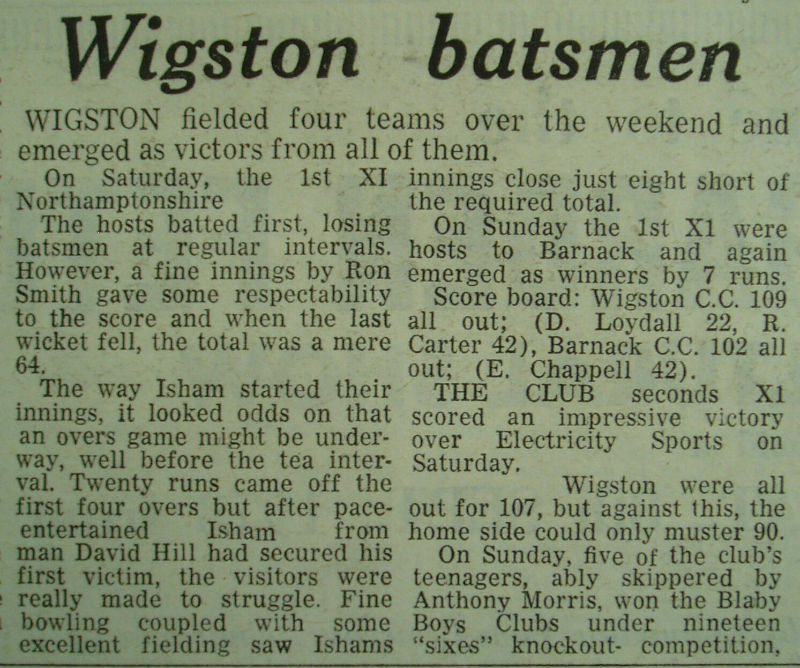 Wigston batsmen
WIGSTON fielded four teams over the weekend and
emerged as victors from all of them.
On Saturday, the 1st XI
Northamptonshire
The hosts batted first, losing
batsmen at regular intervals.
However, a fine innings by Ron
Smith gave some respectability
to the score and when the last
wicket fell, the total was a mere
64.
The way Isham started their
innings, it looked odds on that
an overs game might be under-
way, well before the tea inter-
val. Twenty runs came off the
first four overs but after pace-
entertained Isham from
man David Hill had secured his
first victim, the visitors were
really made to struggle. Fine
bowling coupled with some
excellent fielding saw Ishams
innings close just eight short of
the required total.
On Sunday the 1st X1 were
hosts to Barnack and again
emerged as winners by 7 runs.
Score board: Wigston C.C. 109
all out; (D. Loydall 22, R.
Carter 42), Barnack C.C. 102 all
out; (E. Chappell 42).
THE CLUB seconds X1
scored an impressive victory
over Electricity Sports on
Saturday.
Wigston were all
out for 107, but against this, the
home side could only muster 90.
On Sunday, five of the club's
teenagers, ably skippered by
Anthony Morris, won the Blaby
Boys Clubs under nineteen
"sixes" knockout- competition,